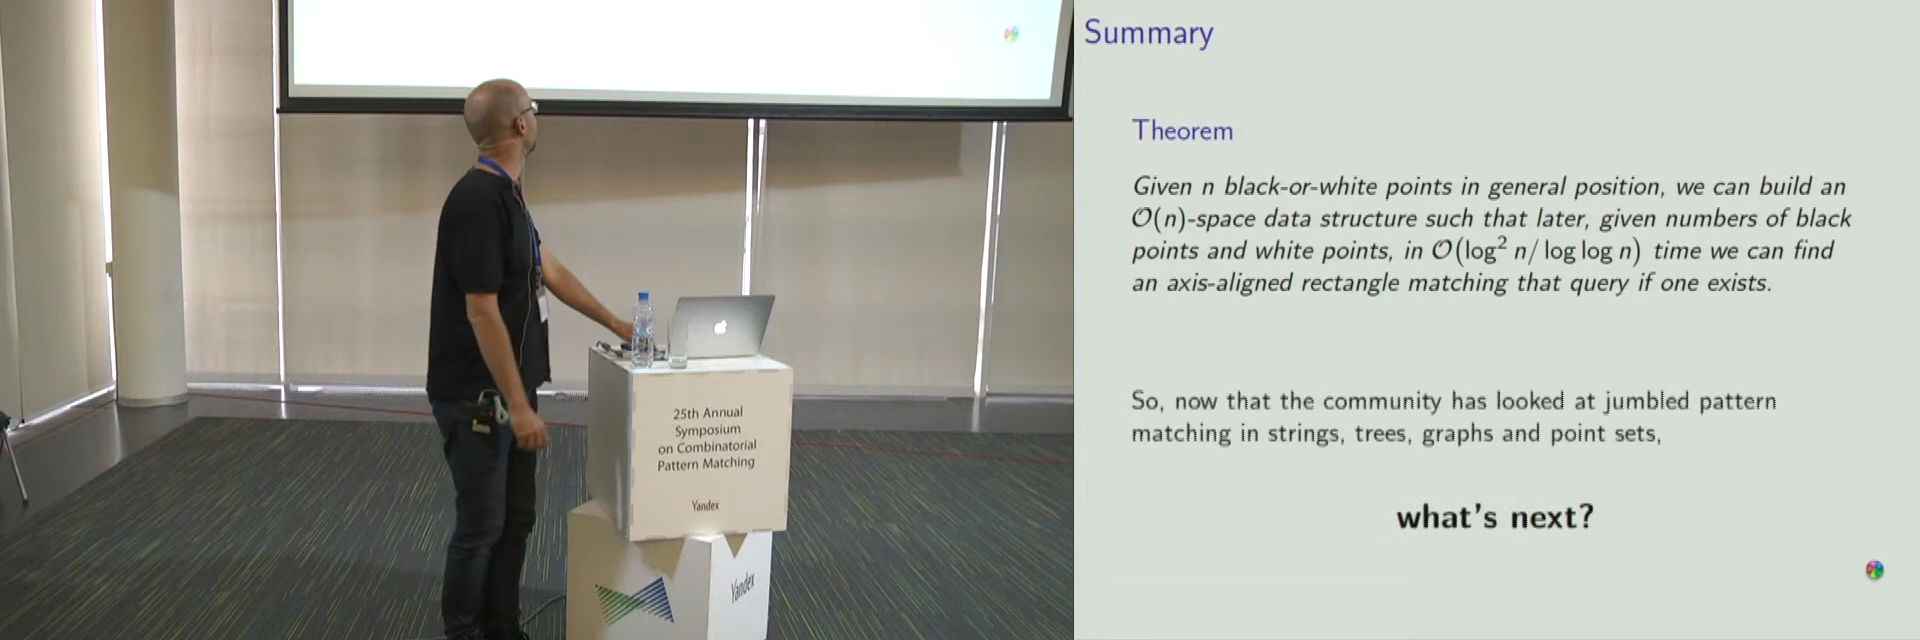 25th Annual
Symposium
on Combinatorial
Pattern Matching
Yandex
Yandex
Summary
Theorem
Given n black-or-white points in general position, we can build an
O(n)-space data structure such that later, given numbers of black
points and white points, in O(log² n/ log log n) time we can find
an axis-aligned rectangle matching that query if one exists.
So, now that the community has looked at jumbled pattern
matching in strings, trees, graphs and point sets,
what's next?